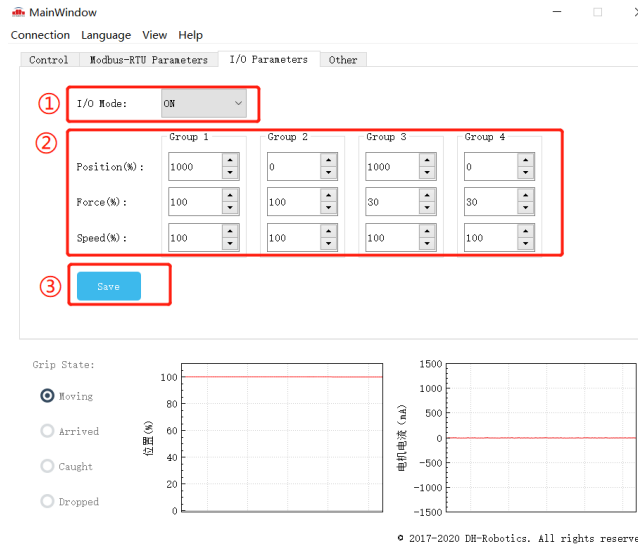 MainWindow
Connection Language View Help
Control Modbus-RTU Parameters I/O Parameters Other
① I/O Mode: ON
②
Group 1 Group 2 Group 3 Group 4
Position(%): 1000 0 1000 0
Force(%): 100 100 30 30
Speed(%): 100 100 100 100
③ Save
Grip State:
Moving
Arrived
Caught
Dropped
位置(%)
100
80
60
40
20
0
电机电流 (mA)
1500
1000
500
0
-500
-1000
-1500
© 2017-2020 DH-Robotics. All rights reserve